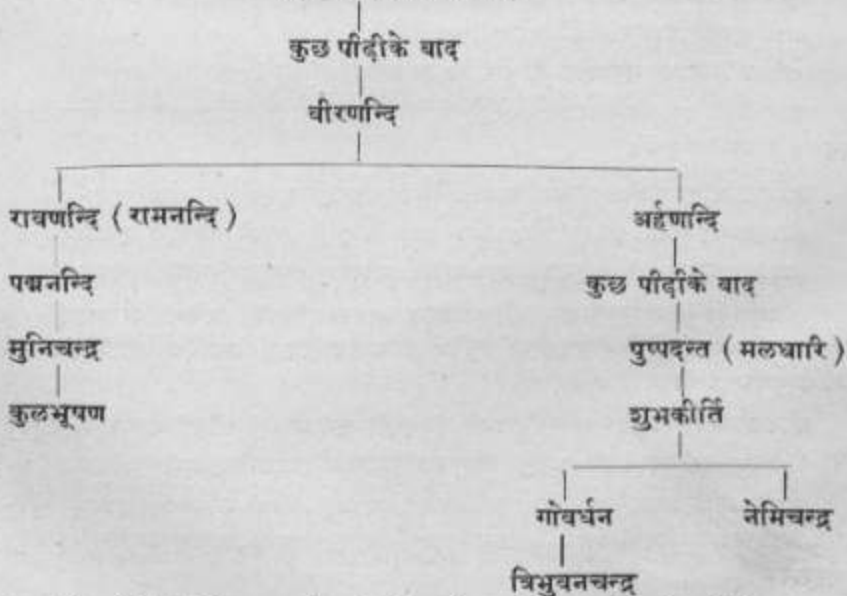 कुछ पीढ़ीके बाद
वीरणन्दि
रावणन्दि ( रामनन्दि ) अर्हणन्दि
पद्मनन्दि कुछ पीढ़ीके बाद
मुनिचन्द्र पुष्पदन्त ( मलधारि )
कुलभूषण शुभकीर्ति
गोवर्धन नेमिचन्द्र
त्रिभुवनचन्द्र